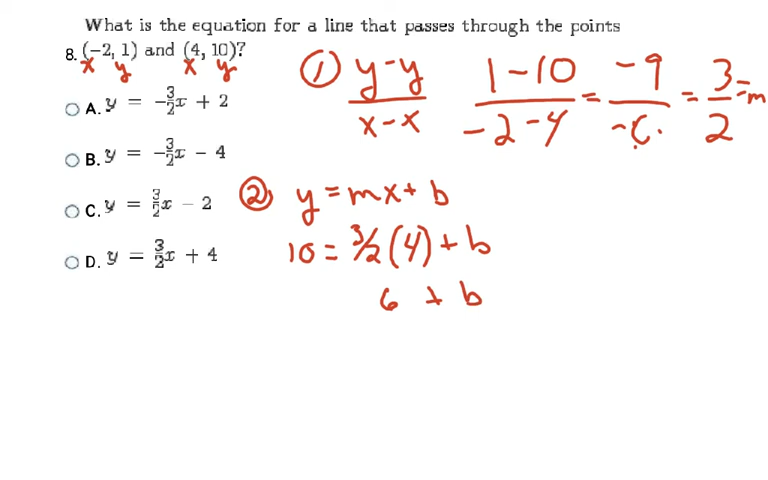 What is the equation for a line that passes through the points
8. (−2, 1) and (4, 10)?
x y x y
A. y = −3/2x + 2
B. y = −3/2x − 4
C. y = 3/2x − 2
D. y = 3/2x + 4
① y-y / x-x 1-10 / -2-4 = -9 / -6 = 3/2 = m
② y = mx + b
10 = 3/2 (4) + b
6 + b